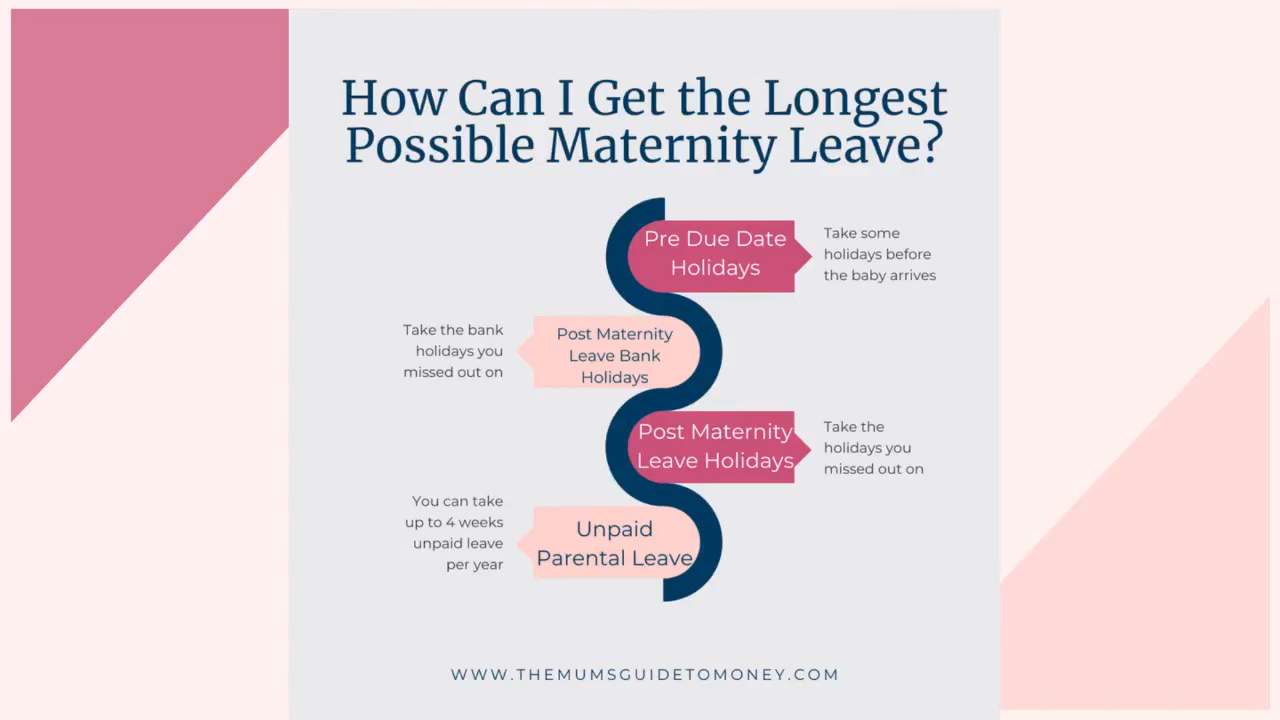 How Can I Get the Longest
Possible Maternity Leave?
Pre Due Date
Holidays
Take some
holidays before
the baby arrives
Take the bank
holidays you
missed out on
Post Maternity
Leave Bank
Holidays
Post Maternity
Leave Holidays
Take the
holidays you
missed out on
You can take
up to 4 weeks
unpaid leave
per year
Unpaid
Parental Leave
WWW.THEMUMSGUIDETOMONEY.COM